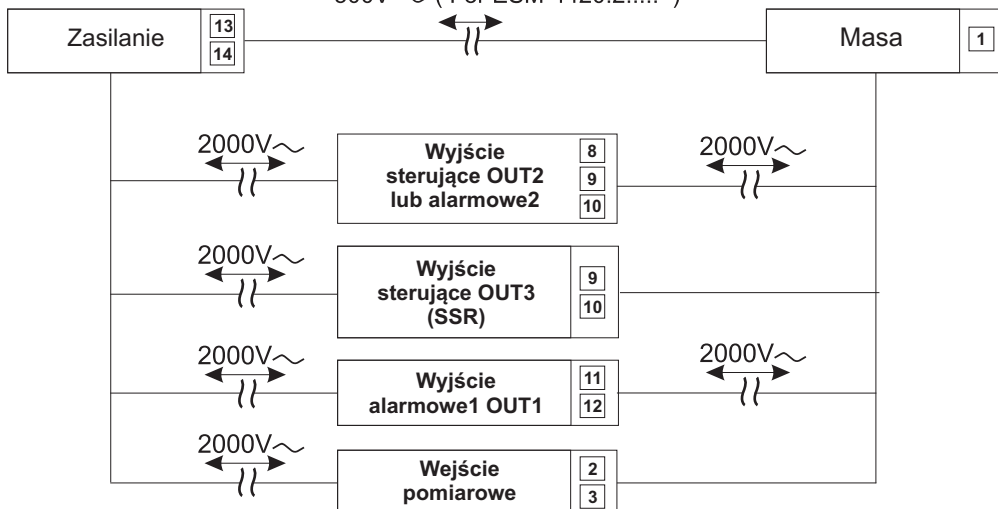 Zasilanie
13
14
Masa
1
2000V
Wyjście
sterujące OUT2
lub alarmowe2
8
9
10
2000V
2000V
Wyjście
sterujące OUT3
(SSR)
9
10
2000V
Wyjście
alarmowe1 OUT1
11
12
2000V
2000V
Wejście
pomiarowe
2
3